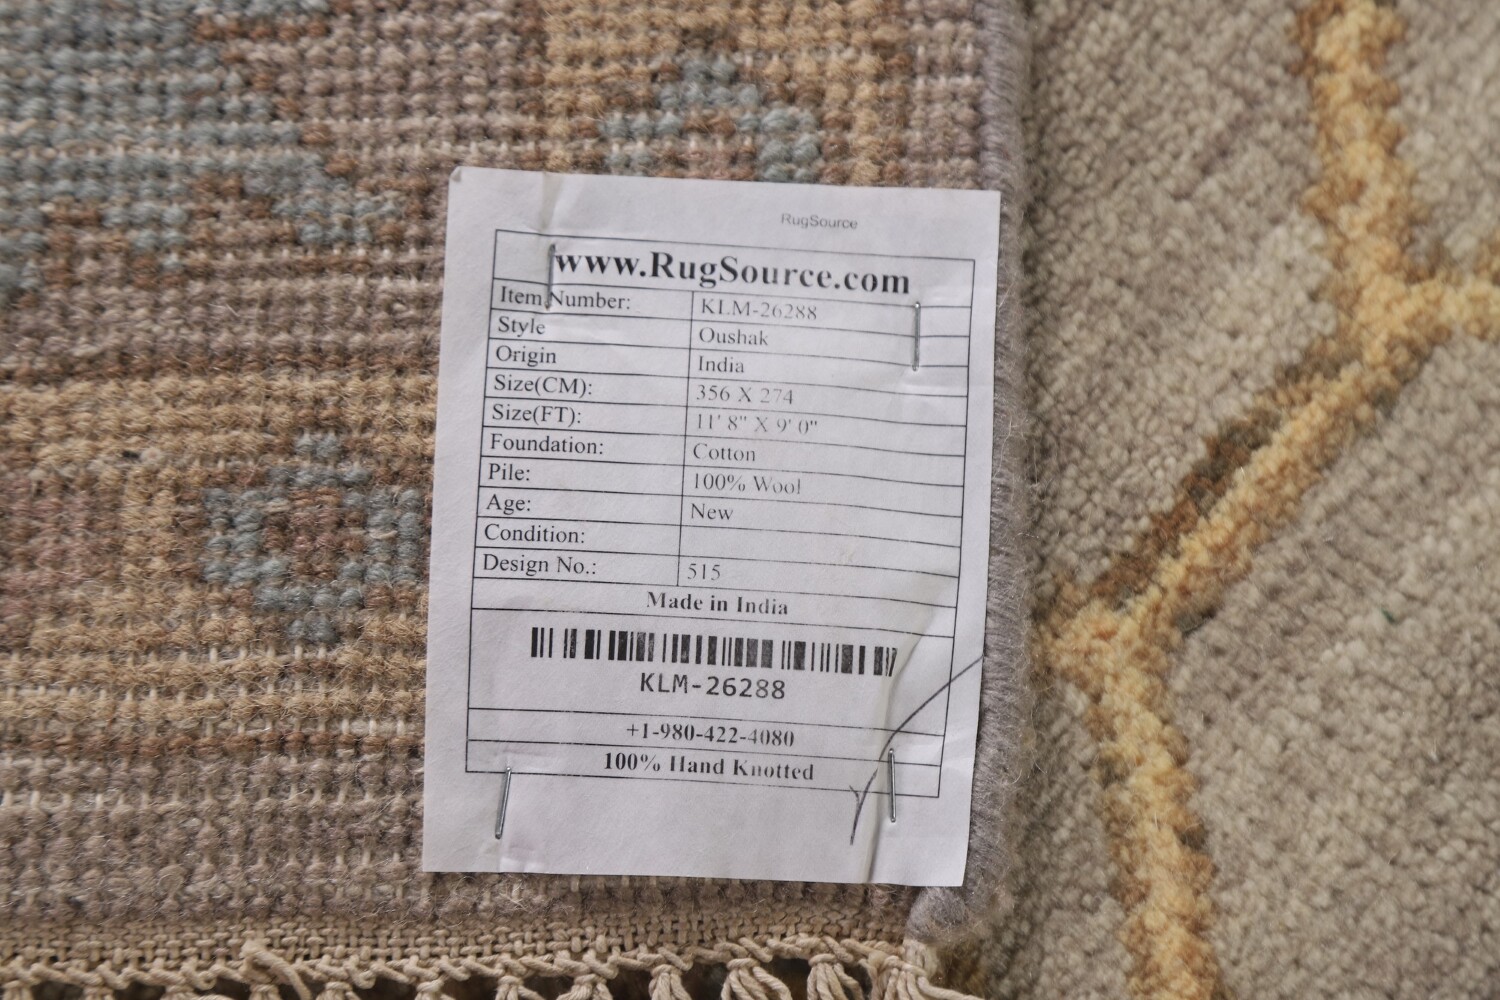 RugSource
www.RugSource.com
Item Number: KLM-26288
Style Oushak
Origin India
Size(CM): 356 X 274
Size(FT): 11' 8" X 9' 0"
Foundation: Cotton
Pile: 100% Wool
Age: New
Condition:
Design No.: 515
Made in India
KLM-26288
+1-980-422-4080
100% Hand Knotted